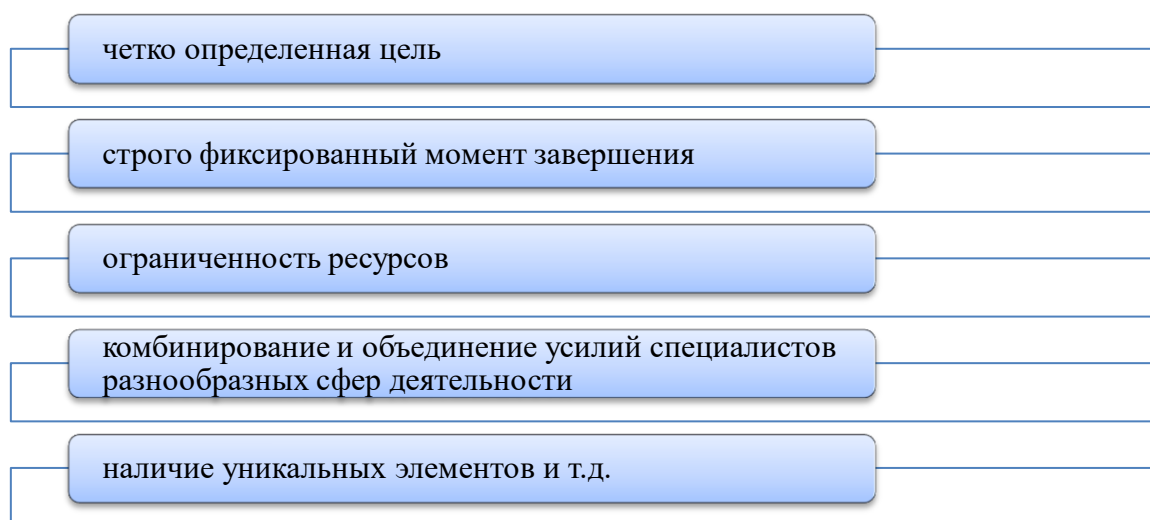 четко определенная цель
строго фиксированный момент завершения
ограниченность ресурсов
комбинирование и объединение усилий специалистов
разнообразных сфер деятельности
наличие уникальных элементов и т.д.